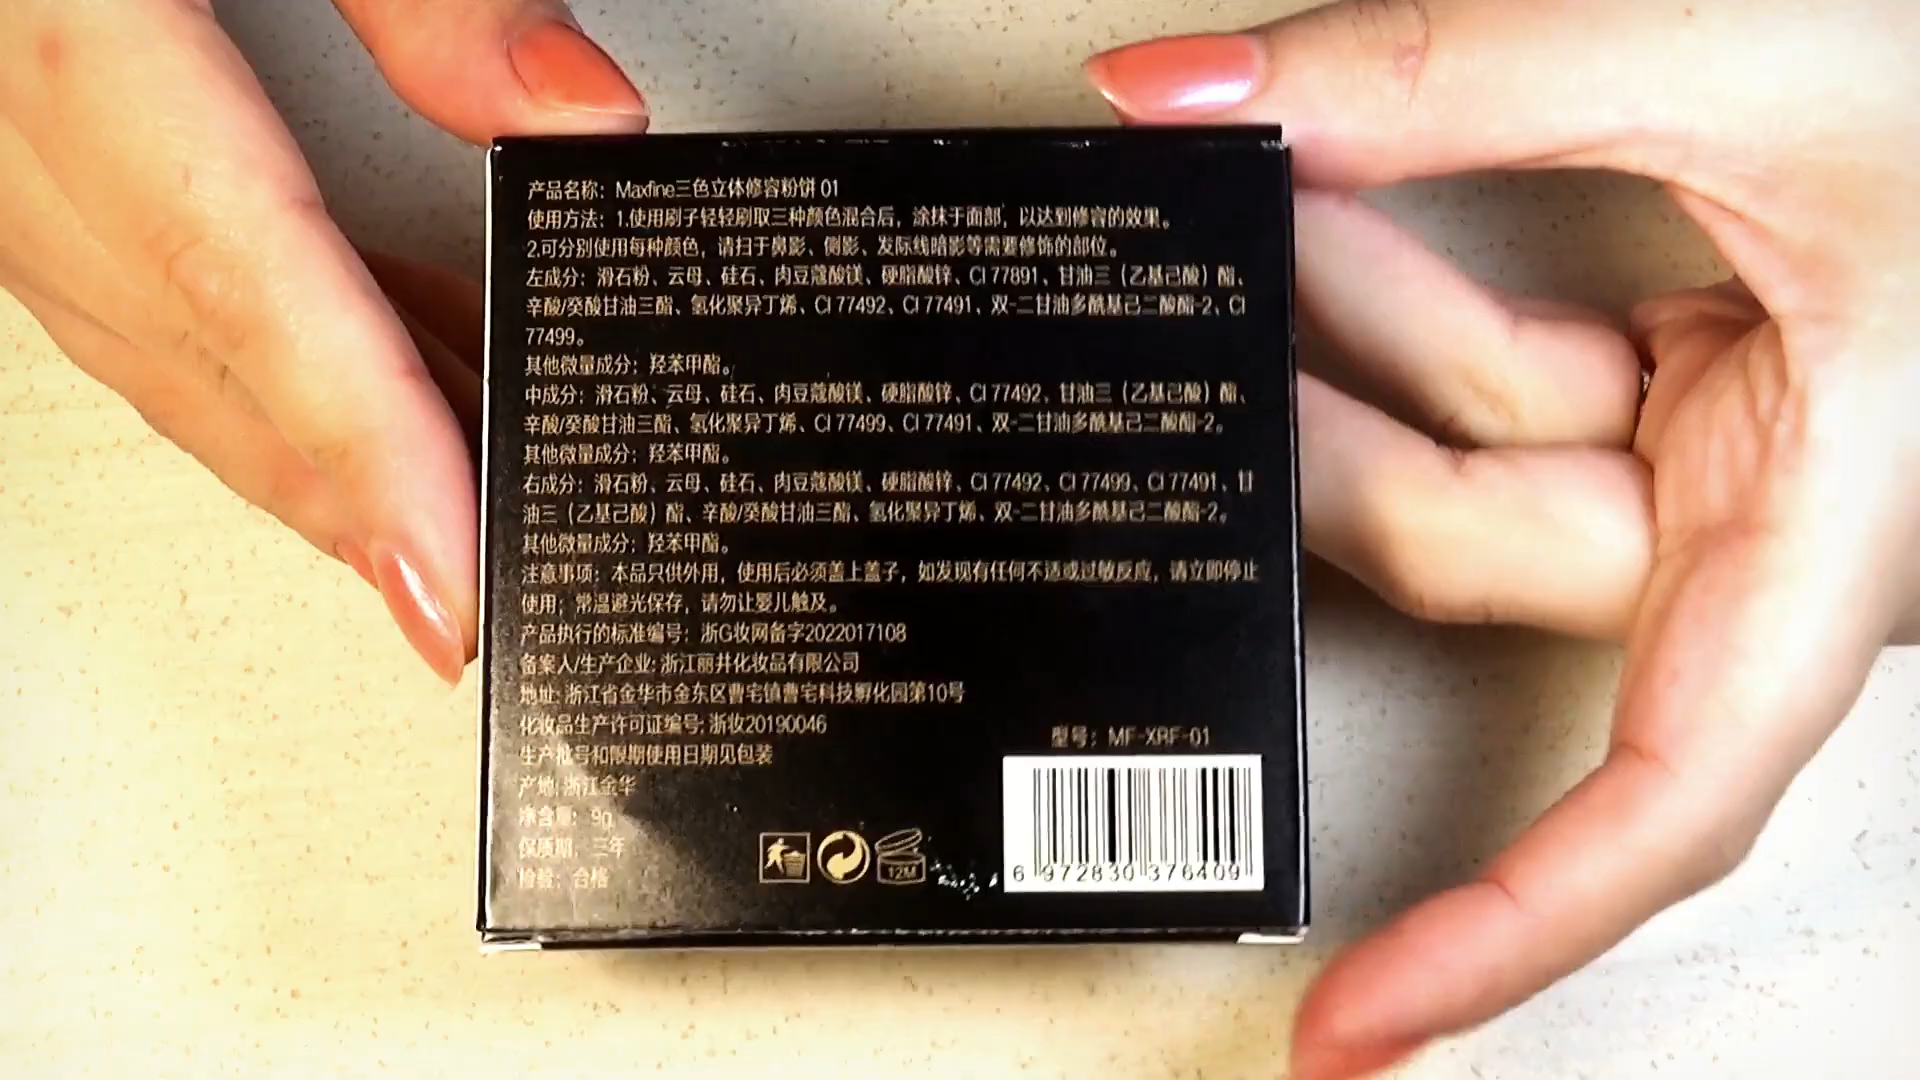 产品名称：Maxfine三色立体修容粉饼 01
使用方法：1.使用刷子轻轻刷取三种颜色混合后，涂抹于面部，以达到修容的效果。
2.可分别使用每种颜色，请扫于鼻影、侧影、发际线暗影等需要修饰的部位。
左成分：滑石粉、云母、硅石、肉豆蔻酸镁、硬脂酸锌、CI 77891、甘油三（乙基己酸）酯、
辛酸/癸酸甘油三酯、氢化聚异丁烯、CI 77492、CI 77491、双-二甘油多酰基己二酸酯-2、CI
77499。
其他微量成分：羟苯甲酯。
中成分：滑石粉、云母、硅石、肉豆蔻酸镁、硬脂酸锌、CI 77492、甘油三（乙基己酸）酯、
辛酸/癸酸甘油三酯、氢化聚异丁烯、CI 77499、CI 77491、双-二甘油多酰基己二酸酯-2。
其他微量成分：羟苯甲酯。
右成分：滑石粉、云母、硅石、肉豆蔻酸镁、硬脂酸锌、CI 77492、CI 77499、CI 77491、甘
油三（乙基己酸）酯、辛酸/癸酸甘油三酯、氢化聚异丁烯、双-二甘油多酰基己二酸酯-2。
其他微量成分：羟苯甲酯。
注意事项：本品只供外用，使用后必须盖上盖子，如发现有任何不适或过敏反应，请立即停止
使用；常温避光保存，请勿让婴儿触及。
产品执行的标准编号：浙G妆网备字2022017108
备案人/生产企业: 浙江丽井化妆品有限公司
地址: 浙江省金华市金东区曹宅镇曹宅科技孵化园第10号
化妆品生产许可证编号: 浙妆20190046
生产批号和限期使用日期见包装
产地: 浙江金华
净含量：9g
保质期：三年
检验：合格
12M
型号：MF-XRF-01
6 972830 376409